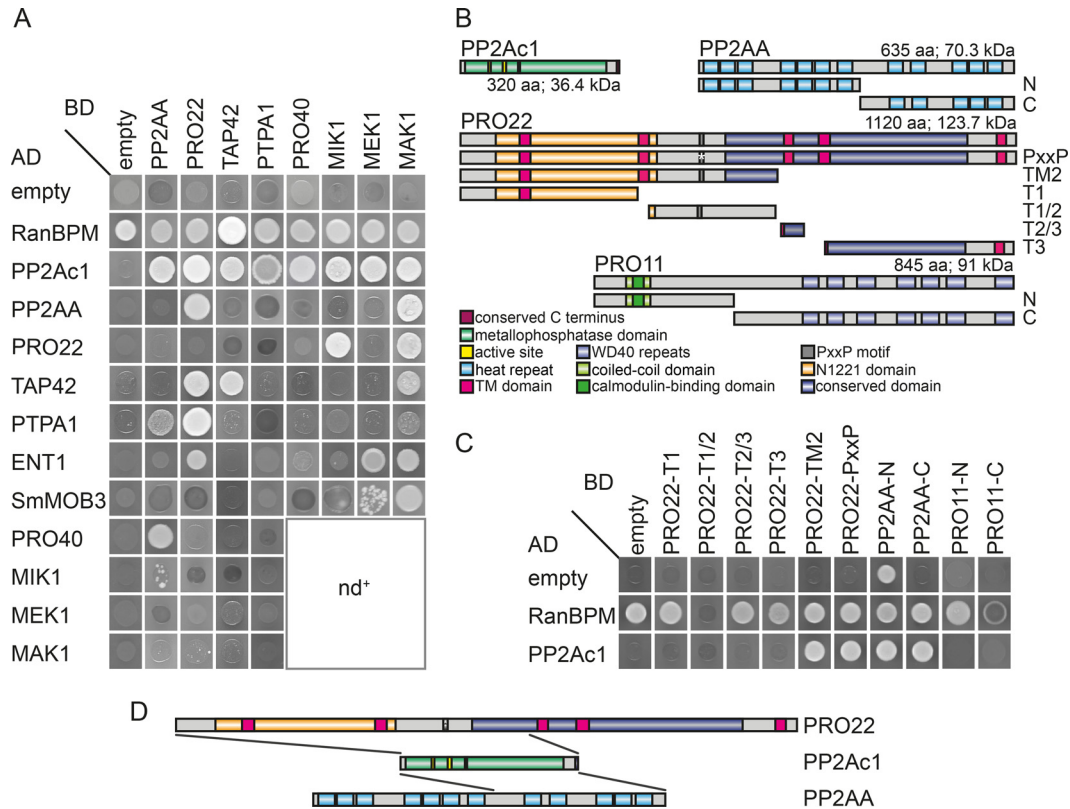 A
BD
AD
empty
PP2AA
PRO22
TAP42
PTPA1
PRO40
MIK1
MEK1
MAK1
empty
RanBPM
PP2Ac1
PP2AA
PRO22
TAP42
PTPA1
ENT1
SmMOB3
PRO40
MIK1
MEK1
MAK1
nd+
B
PP2Ac1
320 aa; 36.4 kDa
PP2AA
635 aa; 70.3 kDa
N
C
PRO22
1120 aa; 123.7 kDa
PxxP
TM2
T1
T1/2
T2/3
T3
PRO11
845 aa; 91 kDa
N
C
conserved C terminus
metallophosphatase domain
active site
WD40 repeats
PxxP motif
heat repeat
coiled-coil domain
N1221 domain
TM domain
calmodulin-binding domain
conserved domain
C
BD
AD
empty
PRO22-T1
PRO22-T1/2
PRO22-T2/3
PRO22-T3
PRO22-TM2
PRO22-PxxP
PP2AA-N
PP2AA-C
PRO11-N
PRO11-C
empty
RanBPM
PP2Ac1
D
PRO22
PP2Ac1
PP2AA